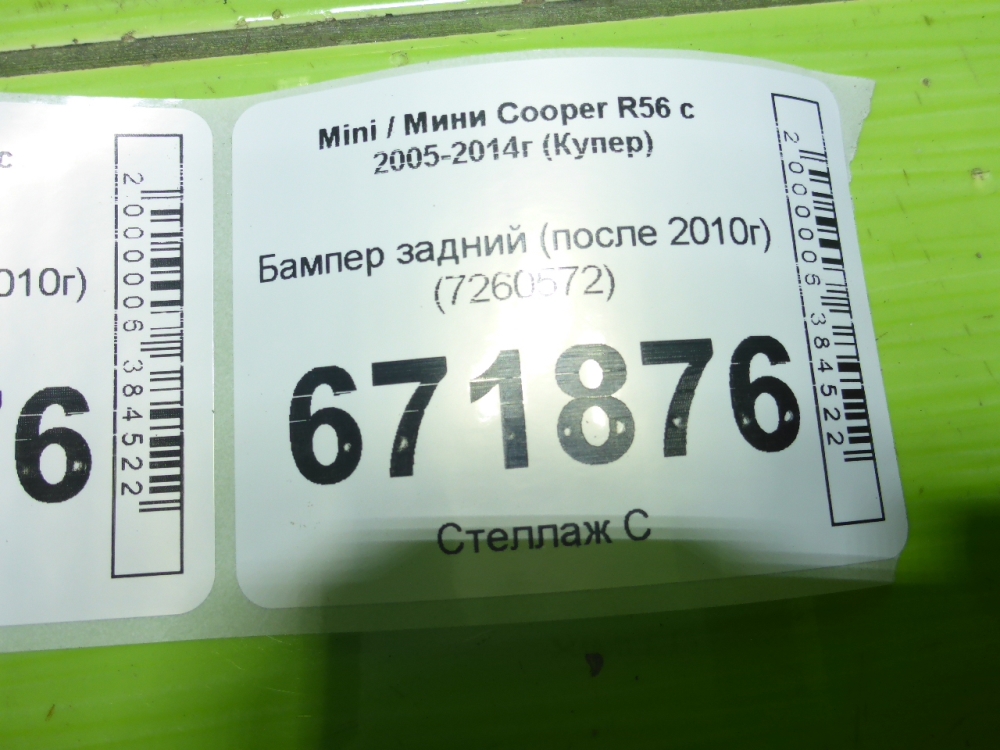 с
010г)
76
2000006384522
Mini / Мини Cooper R56 с
2005-2014г (Купер)
Бампер задний (после 2010г)
(7260572)
671876
Стеллаж С
2000006384522